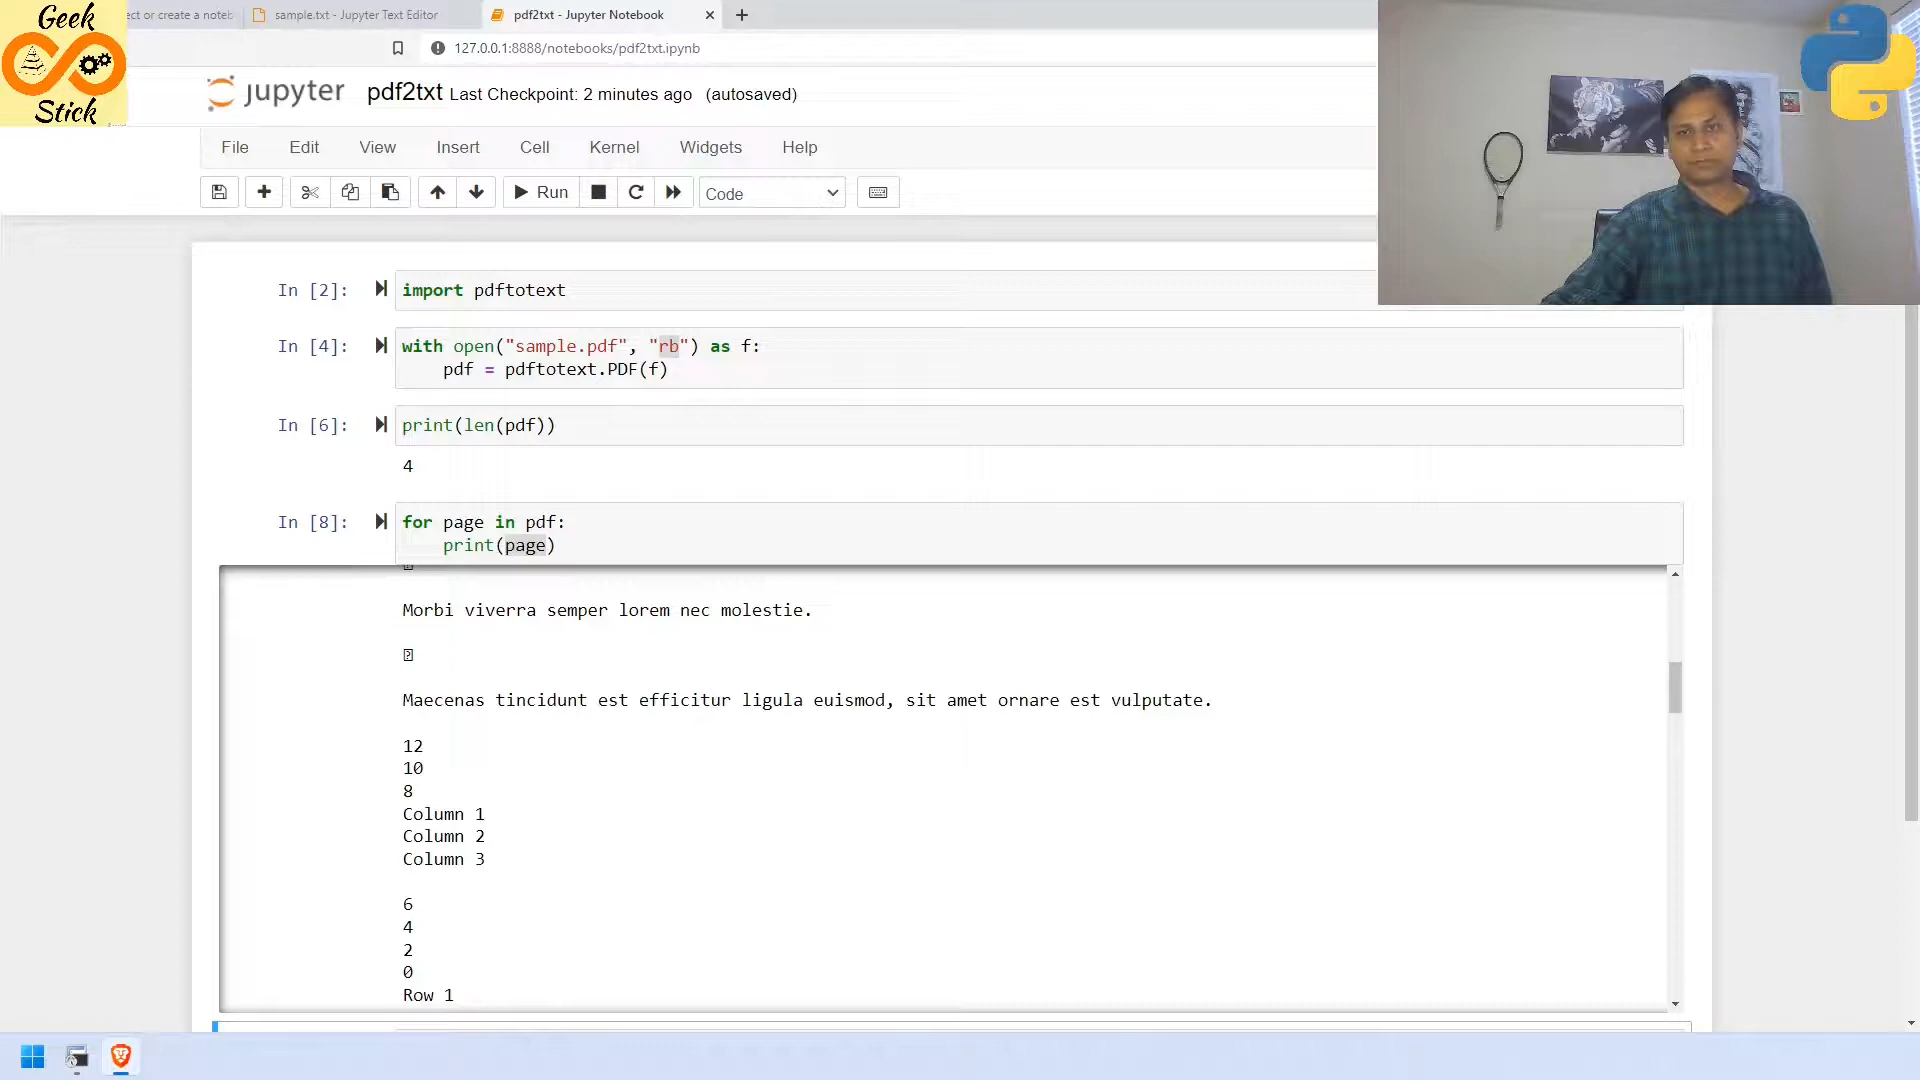 Geek
Stick
ect or create a noteb
sample.txt - Jupyter Text Editor
pdf2txt - Jupyter Notebook
127.0.0.1:8888/notebooks/pdf2txt.ipynb
jupyter pdf2txt Last Checkpoint: 2 minutes ago (autosaved)
File Edit View Insert Cell Kernel Widgets Help
Run Code
In [2]: import pdftotext
In [4]: with open("sample.pdf", "rb") as f:
pdf = pdftotext.PDF(f)
In [6]: print(len(pdf))
4
In [8]: for page in pdf:
print(page)
Morbi viverra semper lorem nec molestie.
Maecenas tincidunt est efficitur ligula euismod, sit amet ornare est vulputate.
12
10
8
Column 1
Column 2
Column 3
6
4
2
0
Row 1